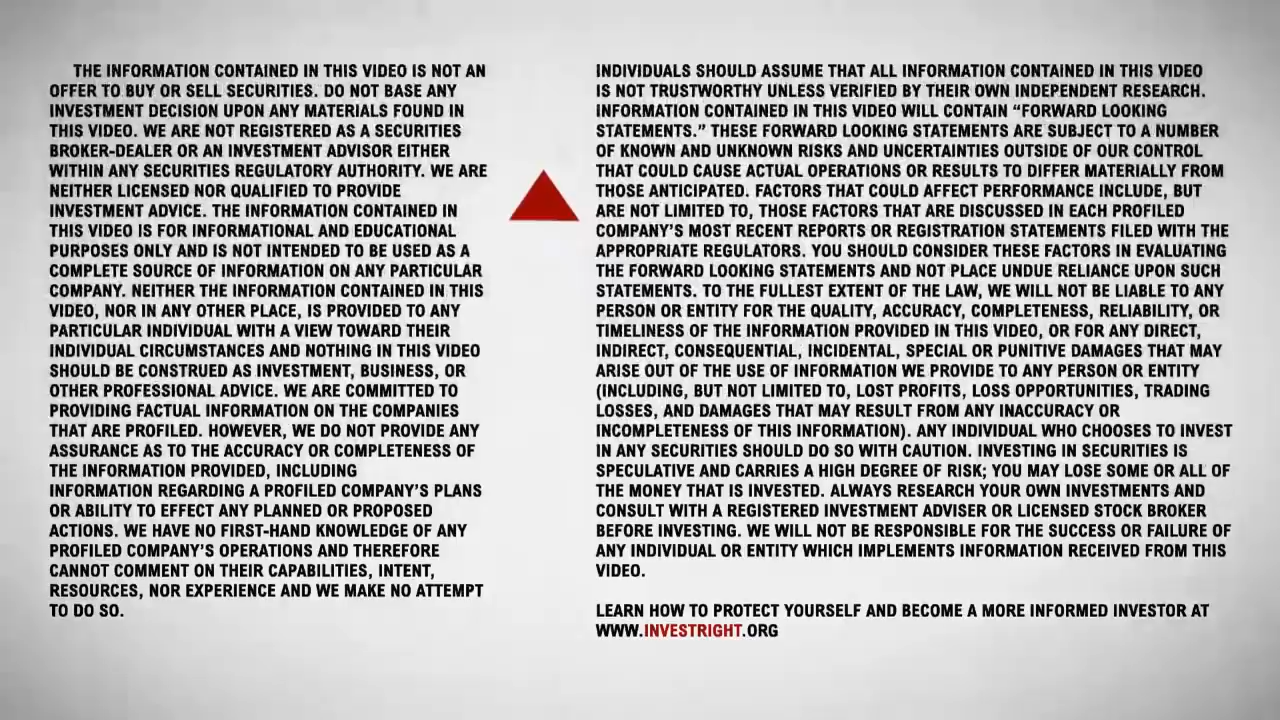 THE INFORMATION CONTAINED IN THIS VIDEO IS NOT AN
OFFER TO BUY OR SELL SECURITIES. DO NOT BASE ANY
INVESTMENT DECISION UPON ANY MATERIALS FOUND IN
THIS VIDEO. WE ARE NOT REGISTERED AS A SECURITIES
BROKER-DEALER OR AN INVESTMENT ADVISOR EITHER
WITHIN ANY SECURITIES REGULATORY AUTHORITY. WE ARE
NEITHER LICENSED NOR QUALIFIED TO PROVIDE
INVESTMENT ADVICE. THE INFORMATION CONTAINED IN
THIS VIDEO IS FOR INFORMATIONAL AND EDUCATIONAL
PURPOSES ONLY AND IS NOT INTENDED TO BE USED AS A
COMPLETE SOURCE OF INFORMATION ON ANY PARTICULAR
COMPANY. NEITHER THE INFORMATION CONTAINED IN THIS
VIDEO, NOR IN ANY OTHER PLACE, IS PROVIDED TO ANY
PARTICULAR INDIVIDUAL WITH A VIEW TOWARD THEIR
INDIVIDUAL CIRCUMSTANCES AND NOTHING IN THIS VIDEO
SHOULD BE CONSTRUED AS INVESTMENT, BUSINESS, OR
OTHER PROFESSIONAL ADVICE. WE ARE COMMITTED TO
PROVIDING FACTUAL INFORMATION ON THE COMPANIES
THAT ARE PROFILED. HOWEVER, WE DO NOT PROVIDE ANY
ASSURANCE AS TO THE ACCURACY OR COMPLETENESS OF
THE INFORMATION PROVIDED, INCLUDING
INFORMATION REGARDING A PROFILED COMPANY’S PLANS
OR ABILITY TO EFFECT ANY PLANNED OR PROPOSED
ACTIONS. WE HAVE NO FIRST-HAND KNOWLEDGE OF ANY
PROFILED COMPANY’S OPERATIONS AND THEREFORE
CANNOT COMMENT ON THEIR CAPABILITIES, INTENT,
RESOURCES, NOR EXPERIENCE AND WE MAKE NO ATTEMPT
TO DO SO.
INDIVIDUALS SHOULD ASSUME THAT ALL INFORMATION CONTAINED IN THIS VIDEO
IS NOT TRUSTWORTHY UNLESS VERIFIED BY THEIR OWN INDEPENDENT RESEARCH.
INFORMATION CONTAINED IN THIS VIDEO WILL CONTAIN “FORWARD LOOKING
STATEMENTS.” THESE FORWARD LOOKING STATEMENTS ARE SUBJECT TO A NUMBER
OF KNOWN AND UNKNOWN RISKS AND UNCERTAINTIES OUTSIDE OF OUR CONTROL
THAT COULD CAUSE ACTUAL OPERATIONS OR RESULTS TO DIFFER MATERIALLY FROM
THOSE ANTICIPATED. FACTORS THAT COULD AFFECT PERFORMANCE INCLUDE, BUT
ARE NOT LIMITED TO, THOSE FACTORS THAT ARE DISCUSSED IN EACH PROFILED
COMPANY’S MOST RECENT REPORTS OR REGISTRATION STATEMENTS FILED WITH THE
APPROPRIATE REGULATORS. YOU SHOULD CONSIDER THESE FACTORS IN EVALUATING
THE FORWARD LOOKING STATEMENTS AND NOT PLACE UNDUE RELIANCE UPON SUCH
STATEMENTS. TO THE FULLEST EXTENT OF THE LAW, WE WILL NOT BE LIABLE TO ANY
PERSON OR ENTITY FOR THE QUALITY, ACCURACY, COMPLETENESS, RELIABILITY, OR
TIMELINESS OF THE INFORMATION PROVIDED IN THIS VIDEO, OR FOR ANY DIRECT,
INDIRECT, CONSEQUENTIAL, INCIDENTAL, SPECIAL OR PUNITIVE DAMAGES THAT MAY
ARISE OUT OF THE USE OF INFORMATION WE PROVIDE TO ANY PERSON OR ENTITY
(INCLUDING, BUT NOT LIMITED TO, LOST PROFITS, LOSS OPPORTUNITIES, TRADING
LOSSES, AND DAMAGES THAT MAY RESULT FROM ANY INACCURACY OR
INCOMPLETENESS OF THIS INFORMATION). ANY INDIVIDUAL WHO CHOOSES TO INVEST
IN ANY SECURITIES SHOULD DO SO WITH CAUTION. INVESTING IN SECURITIES IS
SPECULATIVE AND CARRIES A HIGH DEGREE OF RISK; YOU MAY LOSE SOME OR ALL OF
THE MONEY THAT IS INVESTED. ALWAYS RESEARCH YOUR OWN INVESTMENTS AND
CONSULT WITH A REGISTERED INVESTMENT ADVISER OR LICENSED STOCK BROKER
BEFORE INVESTING. WE WILL NOT BE RESPONSIBLE FOR THE SUCCESS OR FAILURE OF
ANY INDIVIDUAL OR ENTITY WHICH IMPLEMENTS INFORMATION RECEIVED FROM THIS
VIDEO.
LEARN HOW TO PROTECT YOURSELF AND BECOME A MORE INFORMED INVESTOR AT
WWW.INVESTRIGHT.ORG